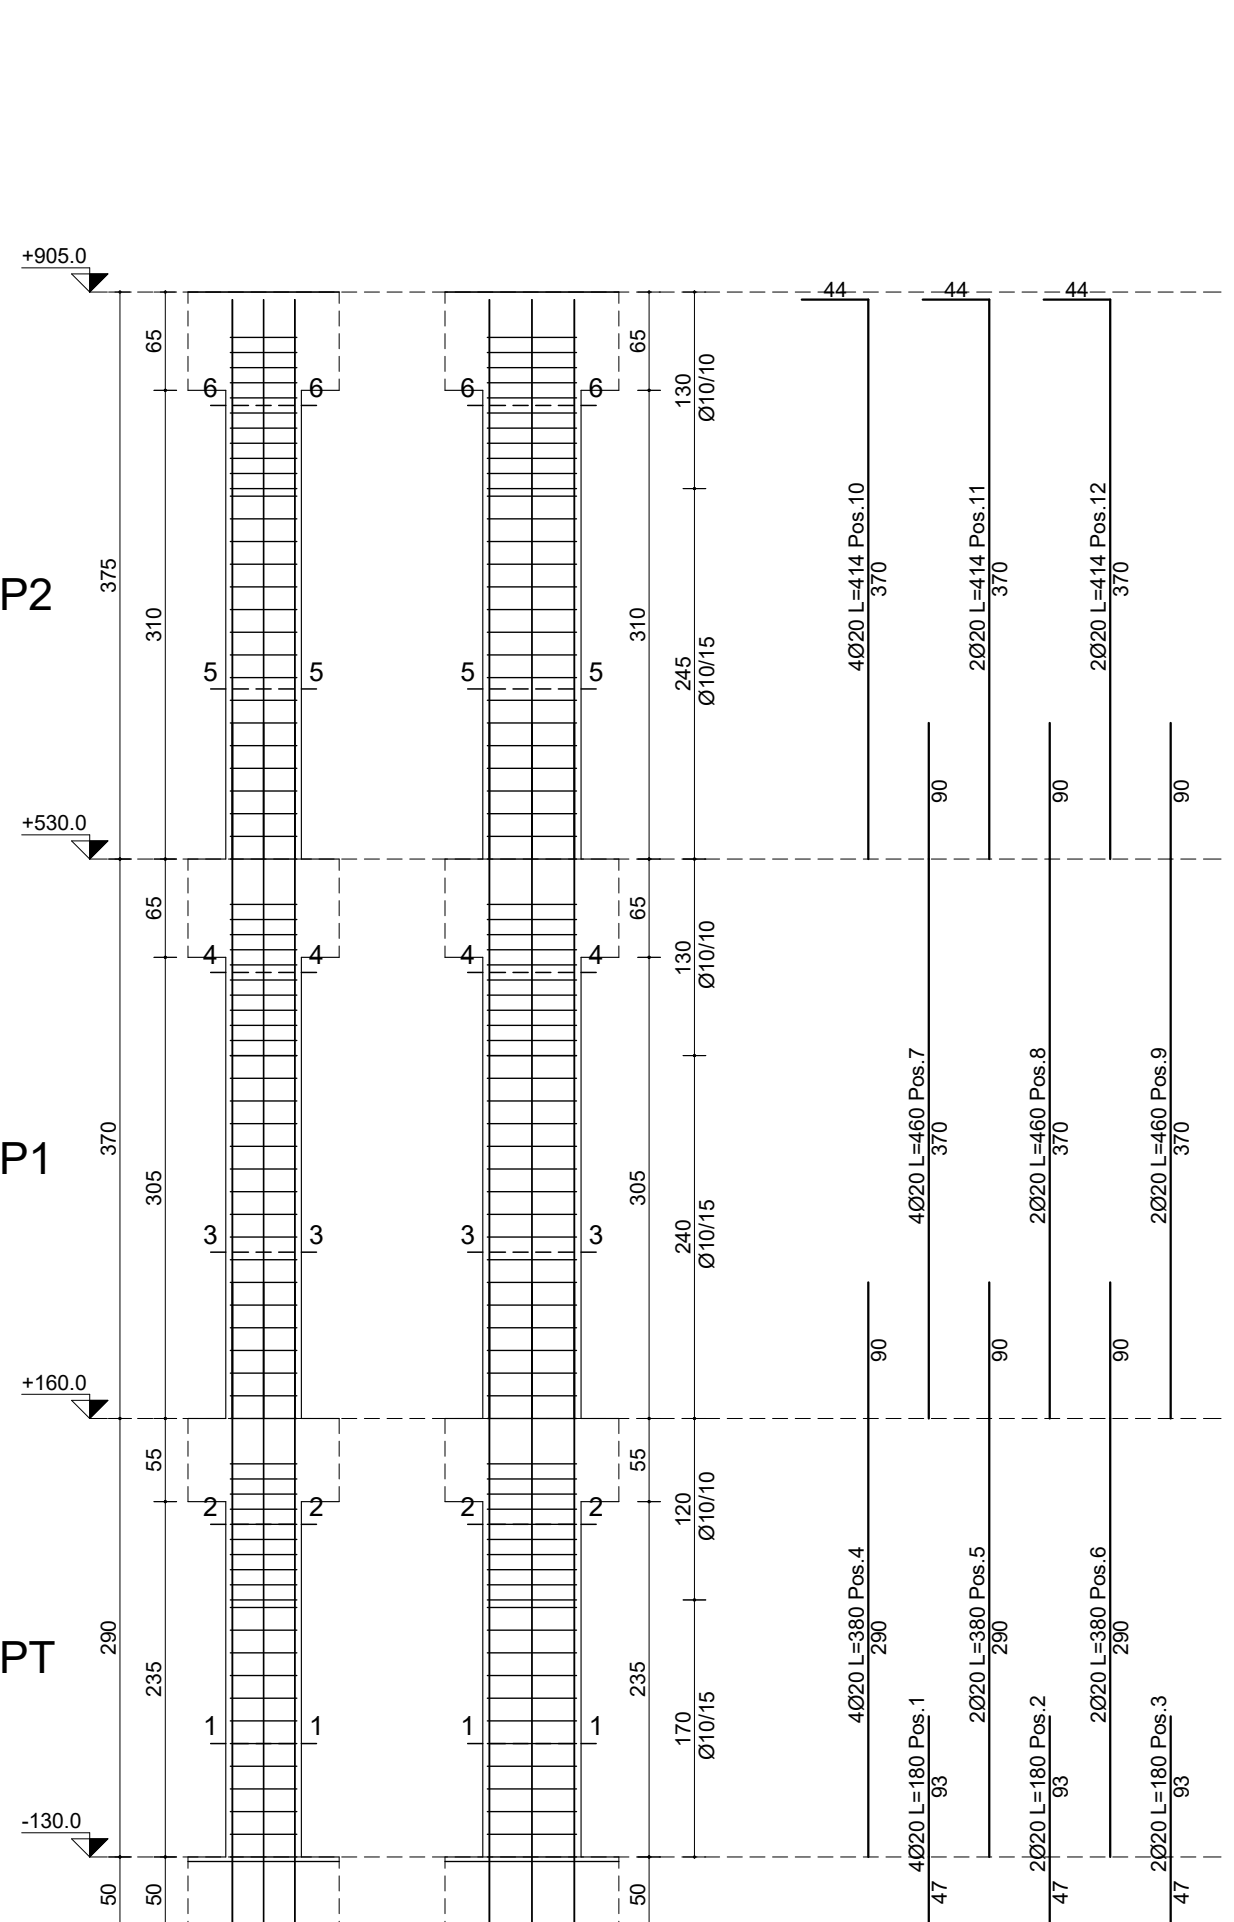 +905.0
44 44 44
65 65
130
Ø10/10
6 6 6 6
P2
375
310 310
4Ø20 L=414 Pos.10
370
2Ø20 L=414 Pos.11
370
2Ø20 L=414 Pos.12
370
5 5 5 5
245
Ø10/15
90 90 90
+530.0
65 65
130
Ø10/10
4 4 4 4
P1
370
305 305
4Ø20 L=460 Pos.7
370
2Ø20 L=460 Pos.8
370
2Ø20 L=460 Pos.9
370
3 3 3 3
240
Ø10/15
90 90 90
+160.0
55 55
120
Ø10/10
2 2 2 2
PT
290
235 235
4Ø20 L=380 Pos.4
290
2Ø20 L=380 Pos.5
290
2Ø20 L=380 Pos.6
290
1 1 1 1
170
Ø10/15
4Ø20 L=180 Pos.1
93
2Ø20 L=180 Pos.2
93
2Ø20 L=180 Pos.3
93
-130.0
50 50 50
47 47 47